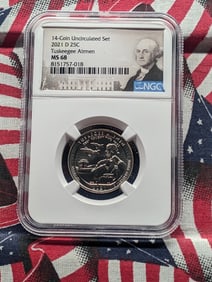 14-Coin Uncirculated Set
2021 D 25C
Tuskegee Airmen
MS 68
8151757-018
NGC